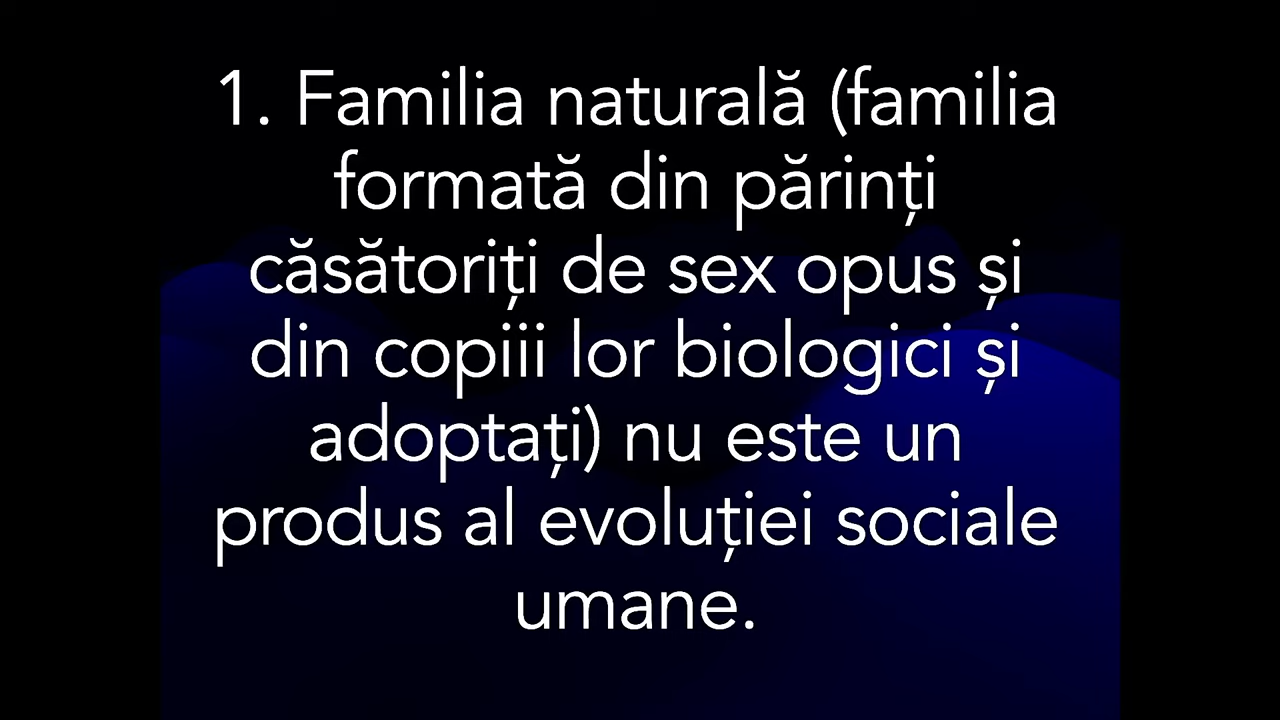 1. Familia naturală (familia
formată din părinți
căsătoriți de sex opus și
din copiii lor biologici și
adoptați) nu este un
produs al evoluției sociale
umane.